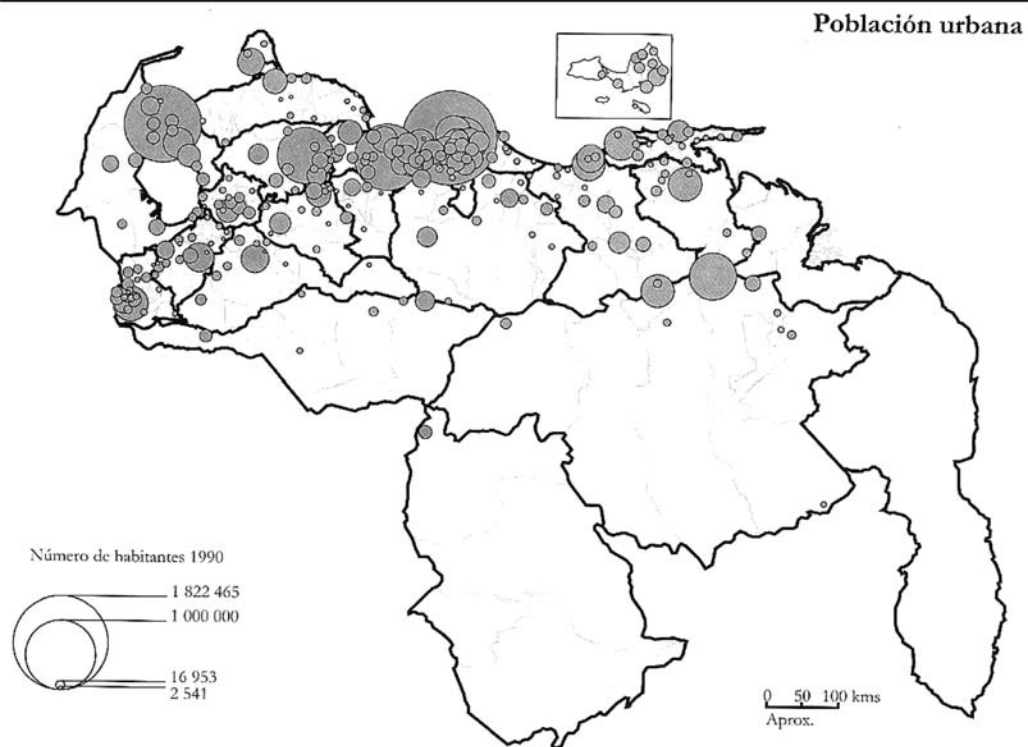 Población urbana
Número de habitantes 1990
1 822 465
1 000 000
16 953
2 541
0 50 100 kms
Aprox.